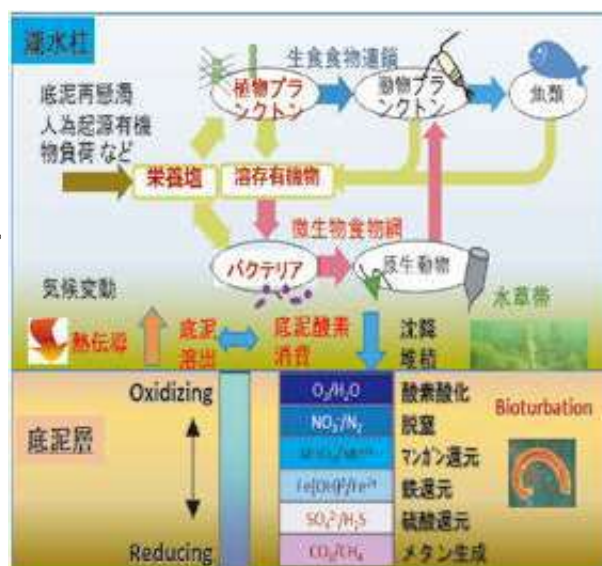 湖水柱
生食食物連鎖
植物プラ
ンクトン
動物プラ
ンクトン
魚類
底泥再懸濁
人為起源有機
物負荷 など
栄養塩
溶存有機物
微生物食物網
バクテリア
原生動物
気候変動
水草帯
熱伝導
底泥
溶出
底泥酸素
消費
沈降
堆積
Oxidizing
O₂/H₂O
酸素酸化
Bioturbation
NO₃⁻/N₂
脱窒
底泥層
マンガン還元
Fe(OH)³/Fe²⁺
鉄還元
SO₄²⁻/H₂S
硫酸還元
Reducing
CO₂/CH₄
メタン生成